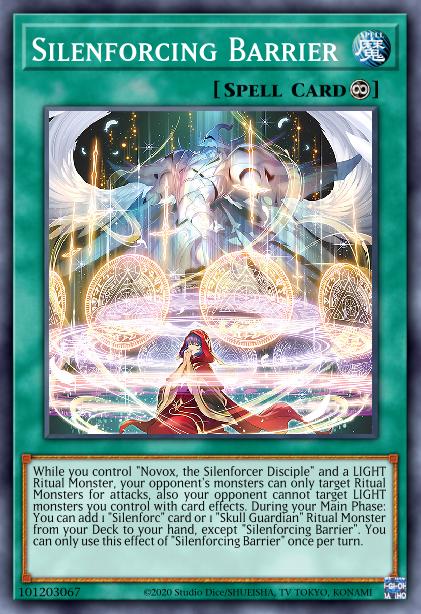 SILENFORCING BARRIER
SPELL
魔
[SPELL CARD]
While you control "Novox, the Silenforcer Disciple" and a LIGHT
Ritual Monster, your opponent's monsters can only target Ritual
Monsters for attacks, also your opponent cannot target LIGHT
monsters you control with card effects. During your Main Phase:
You can add 1 "Silenforc" card or 1 "Skull Guardian" Ritual Monster
from your Deck to your hand, except "Silenforcing Barrier". You
can only use this effect of "Silenforcing Barrier" once per turn.
101203067
©2020 Studio Dice/SHUEISHA, TV TOKYO, KONAMI